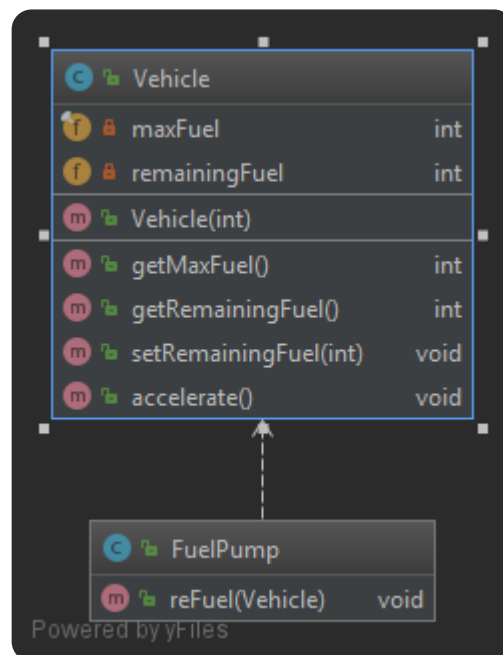 Vehicle
maxFuel int
remainingFuel int
Vehicle(int)
getMaxFuel() int
getRemainingFuel() int
setRemainingFuel(int) void
accelerate() void
FuelPump
reFuel(Vehicle) void
Powered by yFiles